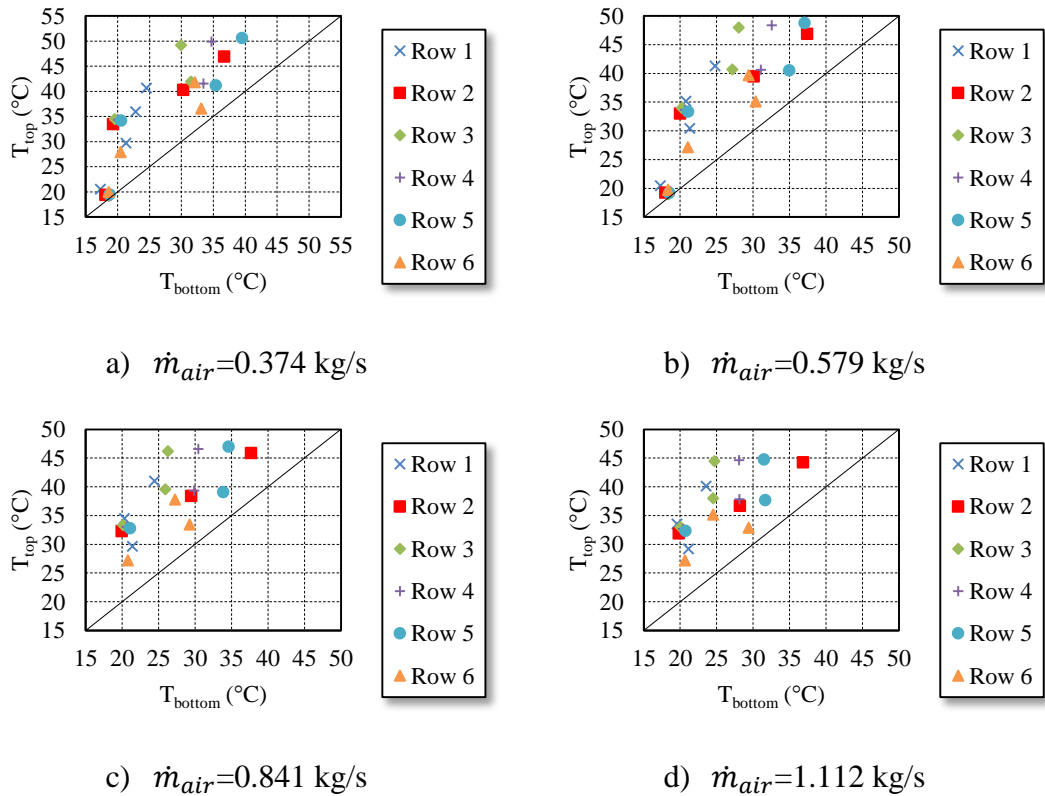 55
50
45
40
35
30
25
20
15
T_top (°C)
15 20 25 30 35 40 45 50 55
T_bottom (°C)
Row 1
Row 2
Row 3
Row 4
Row 5
Row 6
a) ṁ_air=0.374 kg/s
50
45
40
35
30
25
20
15
T_top (°C)
15 20 25 30 35 40 45 50
T_bottom (°C)
Row 1
Row 2
Row 3
Row 4
Row 5
Row 6
b) ṁ_air=0.579 kg/s
50
45
40
35
30
25
20
15
T_top (°C)
15 20 25 30 35 40 45 50
T_bottom (°C)
Row 1
Row 2
Row 3
Row 4
Row 5
Row 6
c) ṁ_air=0.841 kg/s
50
45
40
35
30
25
20
15
T_top (°C)
15 20 25 30 35 40 45 50
T_bottom (°C)
Row 1
Row 2
Row 3
Row 4
Row 5
Row 6
d) ṁ_air=1.112 kg/s